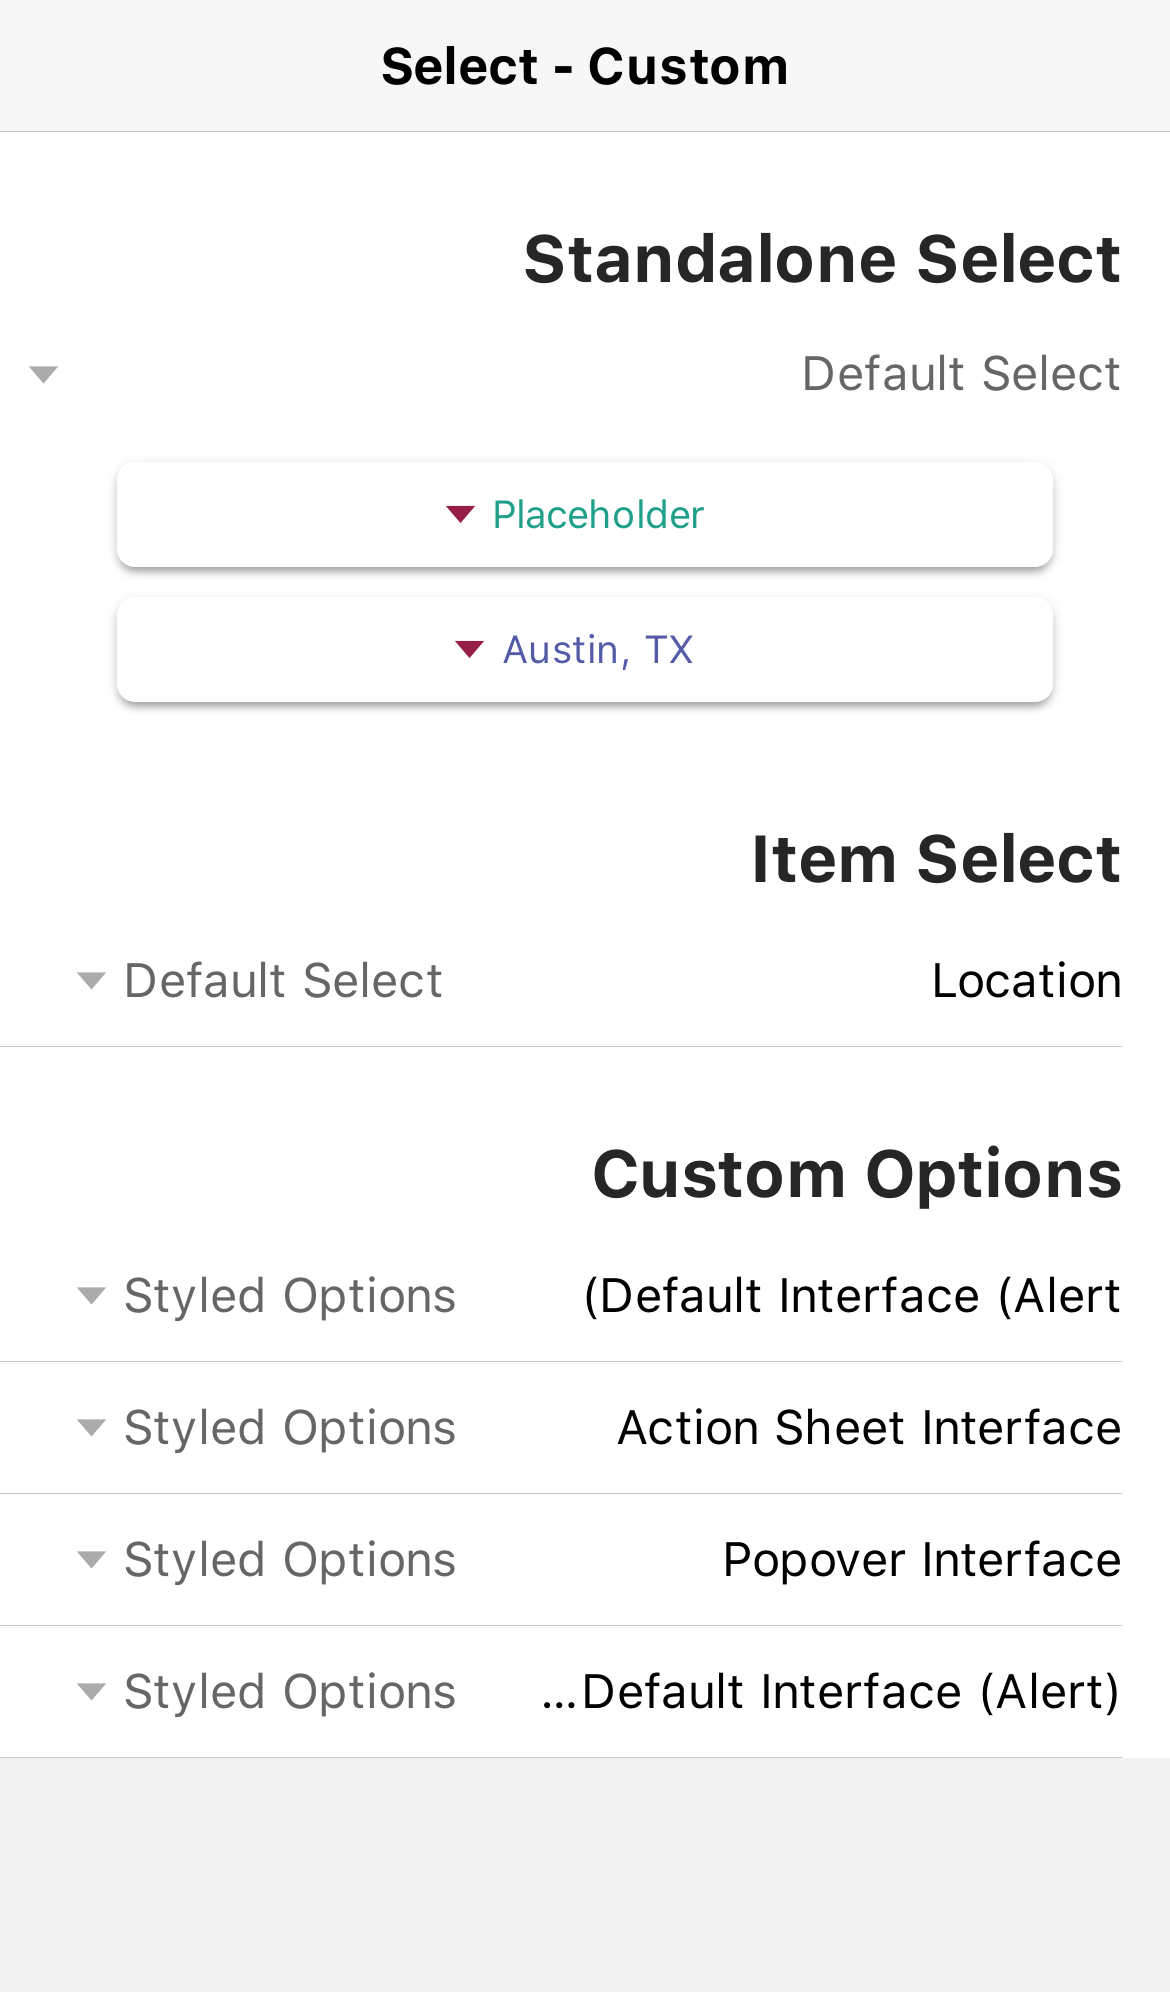 Select - Custom
Standalone Select
Default Select
Placeholder
Austin, TX
Item Select
Location Default Select
Custom Options
(Default Interface (Alert Styled Options
Action Sheet Interface Styled Options
Popover Interface Styled Options
...Default Interface (Alert) Styled Options